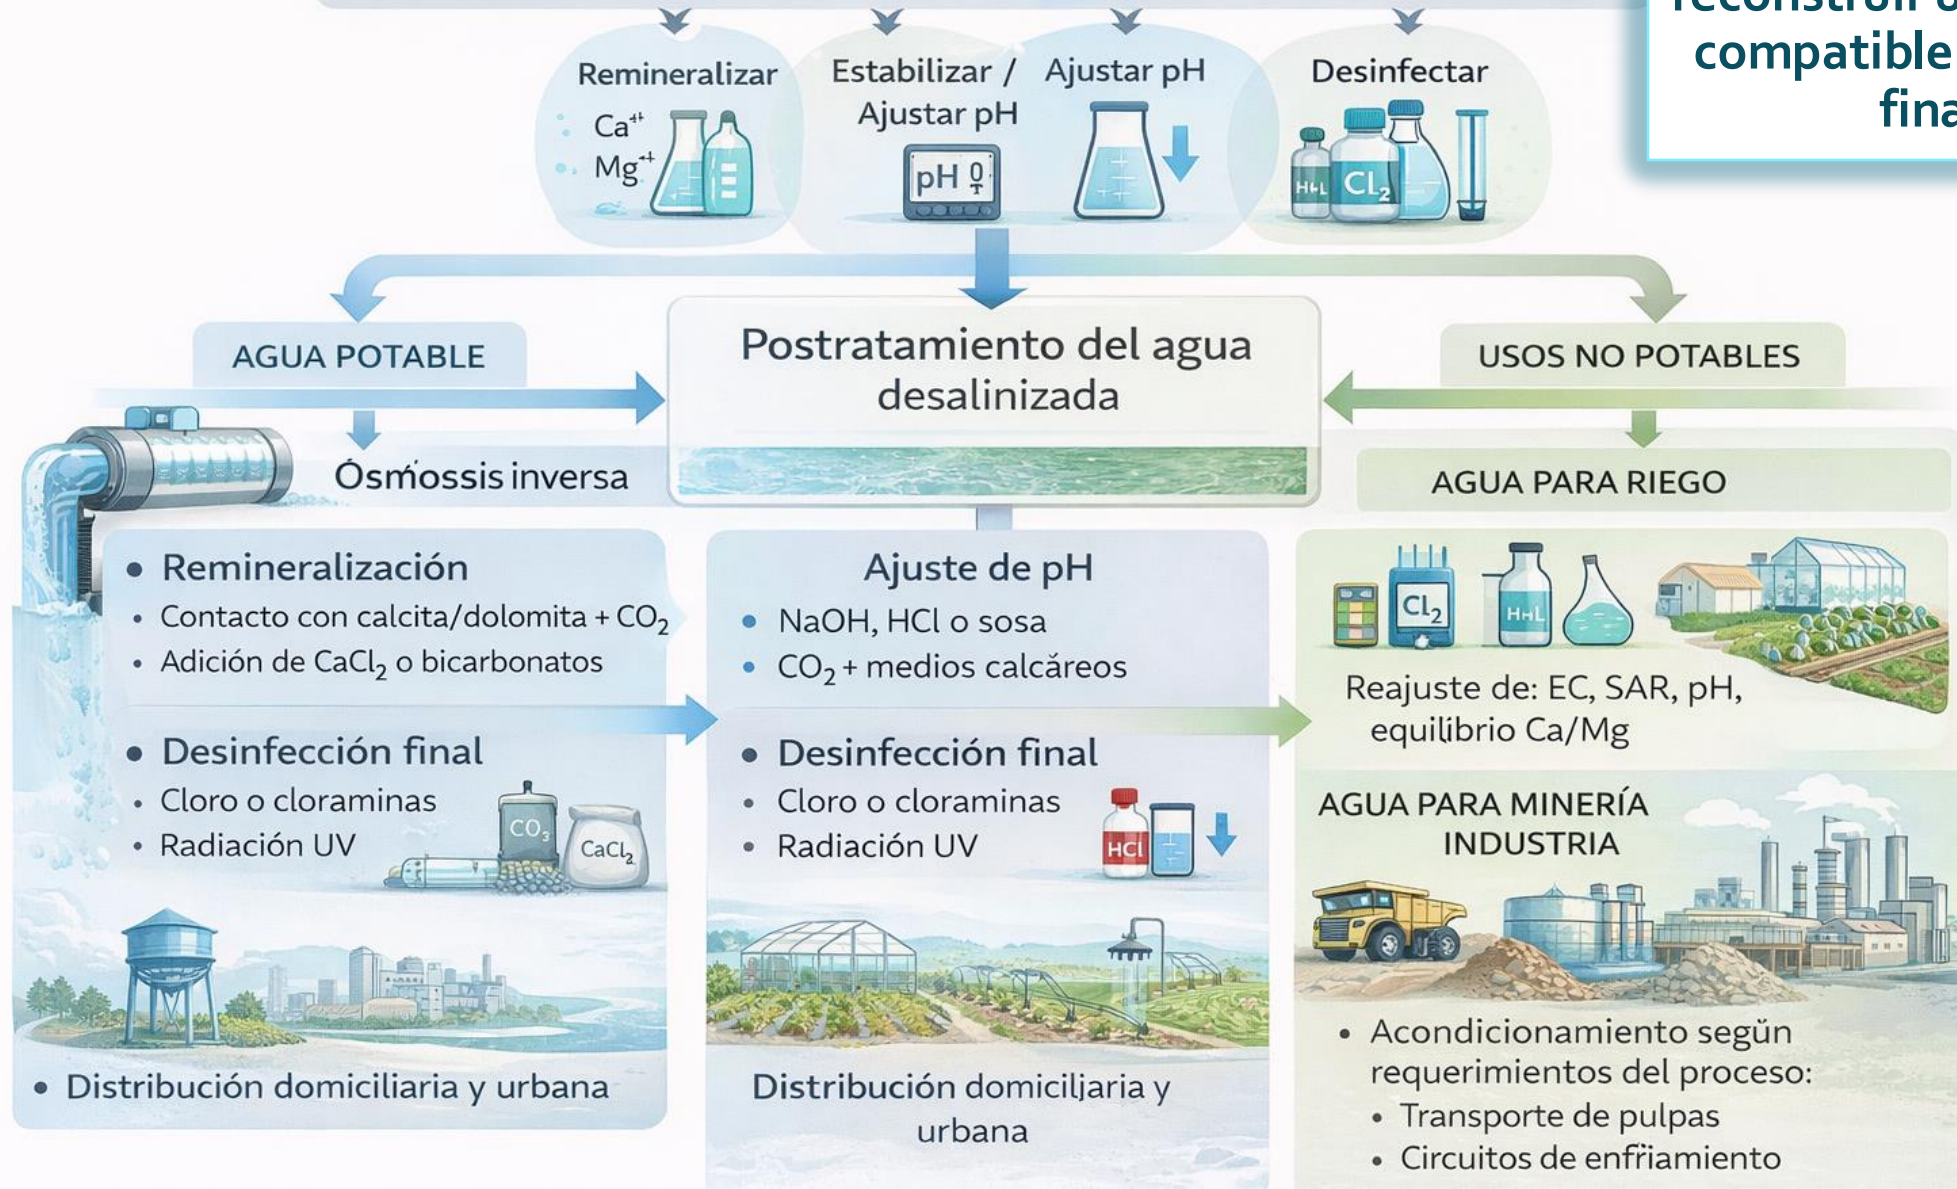 compatible
fina
Remineralizar
Ca⁺⁺
Mg⁺⁺
Estabilizar /
Ajustar pH
pH
Ajustar pH
Desinfectar
CL₂
AGUA POTABLE
Postratamiento del agua
desalinizada
USOS NO POTABLES
Ósmossis inversa
AGUA PARA RIEGO
• Remineralización
• Contacto con calcita/dolomita + CO₂
• Adición de CaCl₂ o bicarbonatos
• Desinfección final
• Cloro o cloraminas
• Radiación UV
CO₃
CaCl₂
• Distribución domiciliaria y urbana
Ajuste de pH
• NaOH, HCl o sosa
• CO₂ + medios calcăreos
• Desinfección final
• Cloro o cloraminas
• Radiación UV
HCl
Distribución domiciljaria y
urbana
CL₂
HHL
Reajuste de: EC, SAR, pH,
equilibrio Ca/Mg
AGUA PARA MINERÍA
INDUSTRIA
• Acondicionamiento según
requerimientos del proceso:
• Transporte de pulpas
• Circuitos de enfriamiento